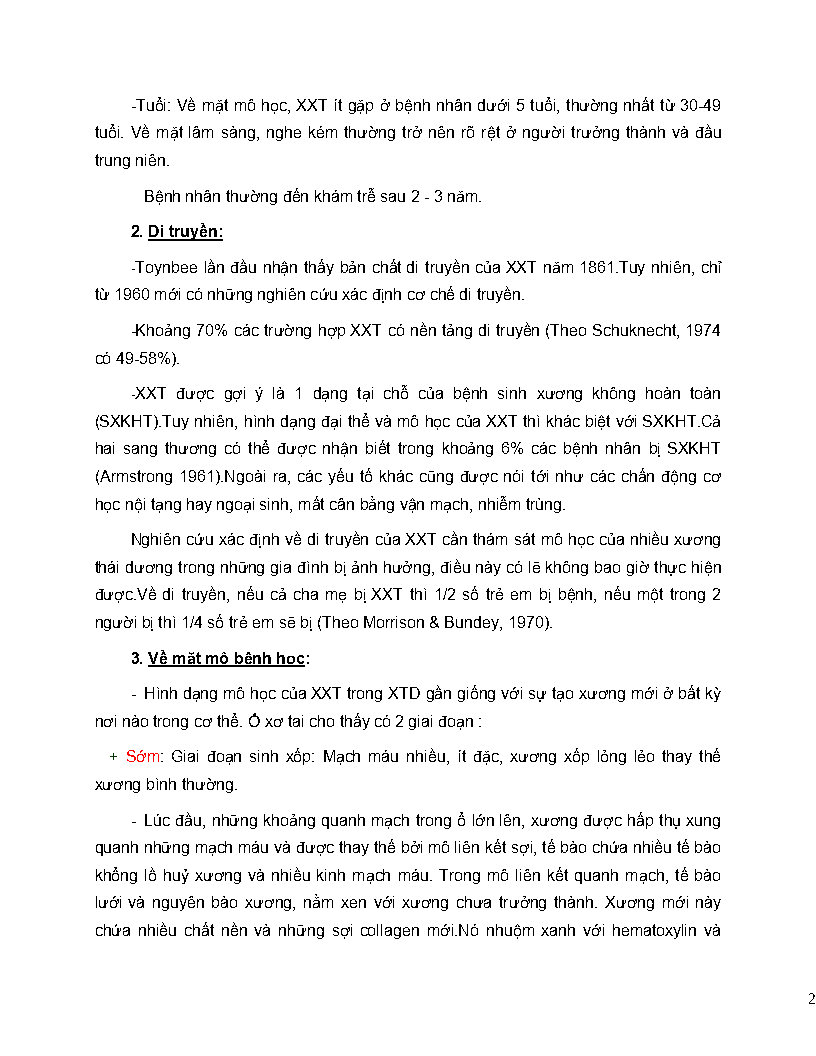 -Tuổi: Về mặt mô học, XXT ít gặp ở bệnh nhân dưới 5 tuổi, thường nhất từ 30-49
tuổi. Về mặt lâm sàng, nghe kém thường trở nên rõ rệt ở người trưởng thành và đầu
trung niên.
Bệnh nhân thường đến khám trễ sau 2 - 3 năm.
2. Di truyền:
-Toynbee lần đầu nhận thấy bản chất di truyền của XXT năm 1861.Tuy nhiên, chỉ
từ 1960 mới có những nghiên cứu xác định cơ chế di truyền.
-Khoảng 70% các trường hợp XXT có nền tảng di truyền (Theo Schuknecht, 1974
có 49-58%).
-XXT được gợi ý là 1 dạng tại chỗ của bệnh sinh xương không hoàn toàn
(SXKHT).Tuy nhiên, hình dạng đại thể và mô học của XXT thì khác biệt với SXKHT.Cả
hai sang thương có thể được nhận biết trong khoảng 6% các bệnh nhân bị SXKHT
(Armstrong 1961).Ngoài ra, các yếu tố khác cũng được nói tới như các chấn động cơ
học nội tạng hay ngoại sinh, mất cân bằng vận mạch, nhiễm trùng.
Nghiên cứu xác định về di truyền của XXT cần thám sát mô học của nhiều xương
thái dương trong những gia đình bị ảnh hưởng, điều này có lẽ không bao giờ thực hiện
được.Về di truyền, nếu cả cha mẹ bị XXT thì 1/2 số trẻ em bị bệnh, nếu một trong 2
người bị thì 1/4 số trẻ em sẽ bị (Theo Morrison & Bundey, 1970).
3. Về mặt mô bệnh học:
- Hình dạng mô học của XXT trong XTD gần giống với sự tạo xương mới ở bất kỳ
nơi nào trong cơ thể. Ổ xơ tai cho thấy có 2 giai đoạn :
+ Sớm: Giai đoạn sinh xốp: Mạch máu nhiều, ít đặc, xương xốp lỏng lẻo thay thế
xương bình thường.
- Lúc đầu, những khoảng quanh mạch trong ổ lớn lên, xương được hấp thụ xung
quanh những mạch máu và được thay thế bởi mô liên kết sợi, tế bào chứa nhiều tế bào
khổng lồ huỷ xương và nhiều kinh mạch máu. Trong mô liên kết quanh mạch, tế bào
lưới và nguyên bào xương, nằm xen với xương chưa trưởng thành. Xương mới này
chứa nhiều chất nền và những sợi collagen mới.Nó nhuộm xanh với hematoxylin và
2